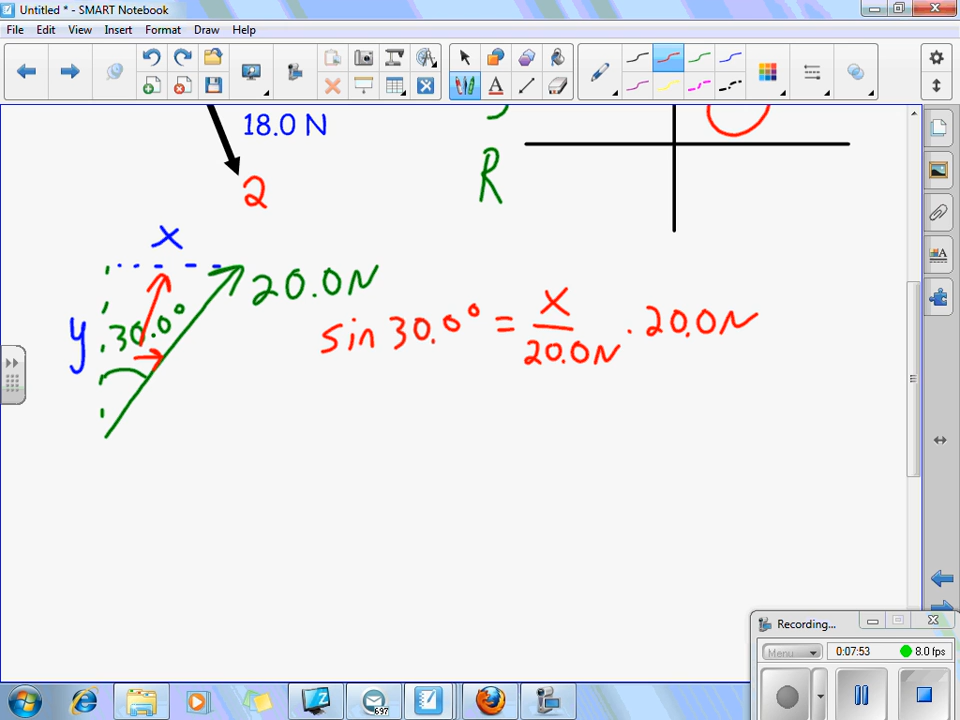 Untitled * - SMART Notebook
File Edit View Insert Format Draw Help
18.0 N
2
R
x
20.0N
y
30.0°
sin 30.0° = x / 20.0N · 20.0N
Recording...
Menu
0:07:53
8.0 fps
697